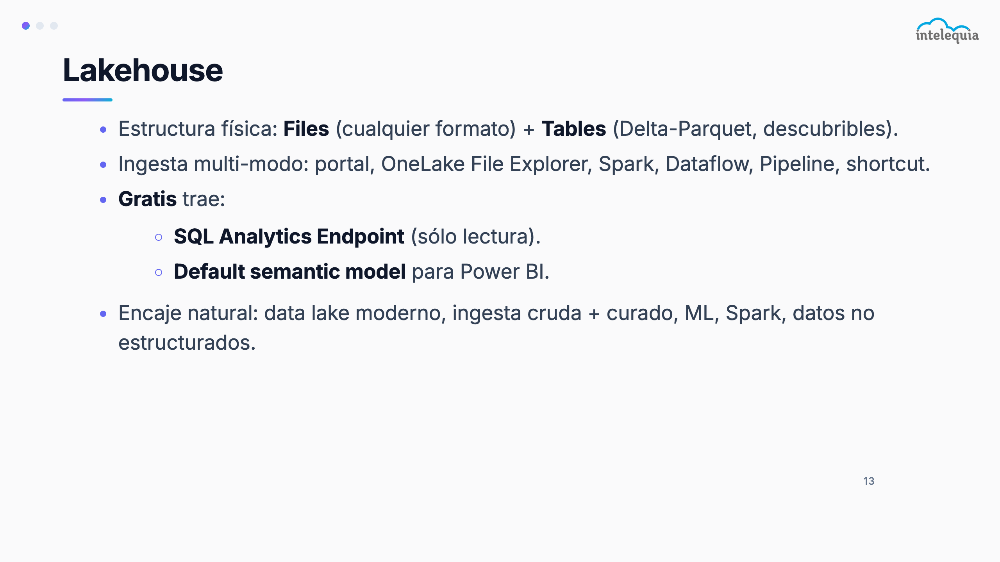 intelequia
Lakehouse
• Estructura física: Files (cualquier formato) + Tables (Delta-Parquet, descubribles).
• Ingesta multi-modo: portal, OneLake File Explorer, Spark, Dataflow, Pipeline, shortcut.
• Gratis trae:
○ SQL Analytics Endpoint (sólo lectura).
○ Default semantic model para Power BI.
• Encaje natural: data lake moderno, ingesta cruda + curado, ML, Spark, datos no
estructurados.
13